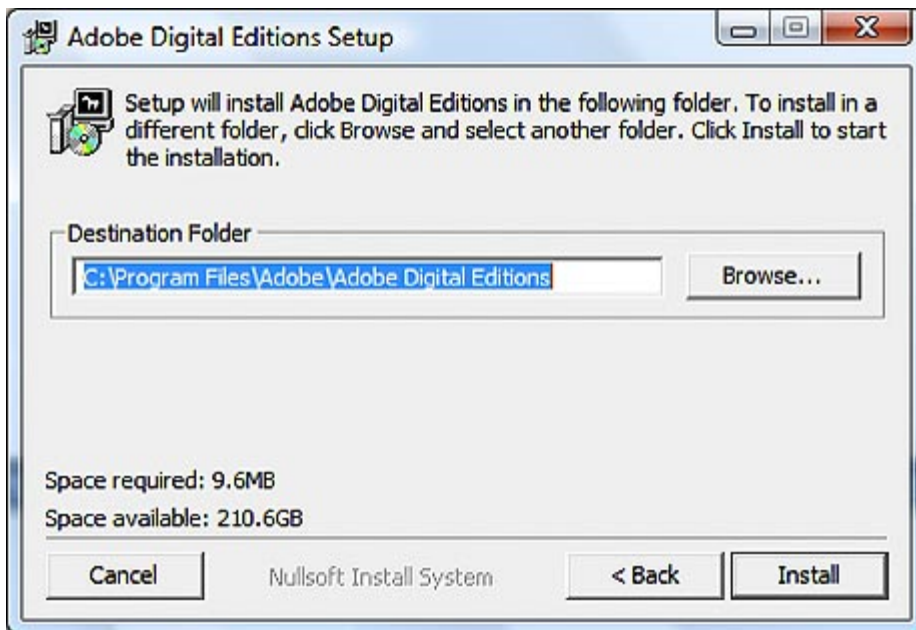 Adobe Digital Editions Setup
Setup will install Adobe Digital Editions in the following folder. To install in a
different folder, click Browse and select another folder. Click Install to start
the installation.
Destination Folder
C:\Program Files\Adobe\Adobe Digital Editions
Browse...
Space required: 9.6MB
Space available: 210.6GB
Cancel
Nullsoft Install System
< Back
Install